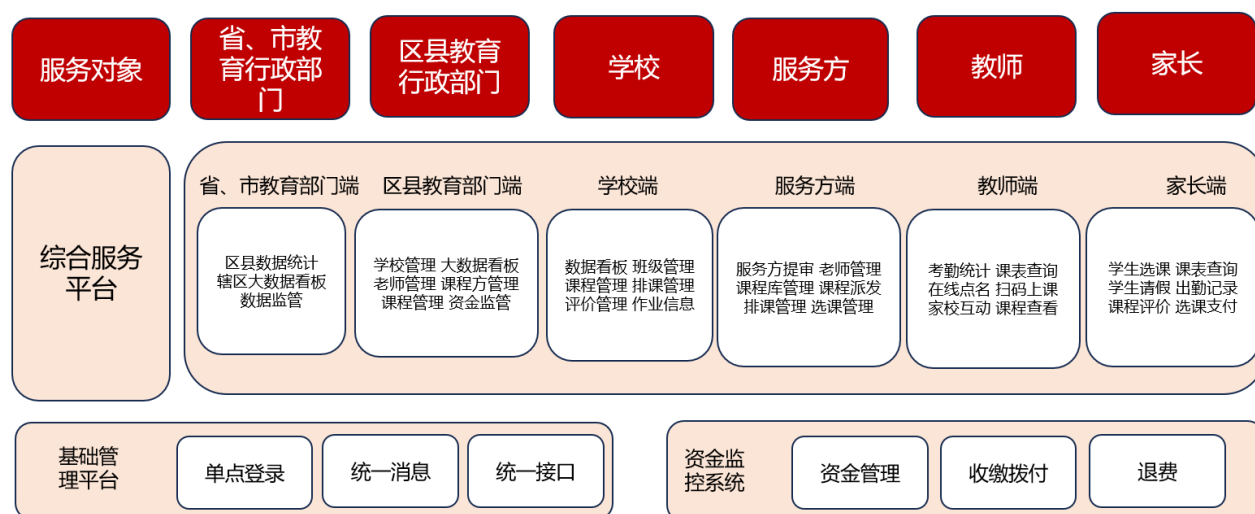 服务对象
省、市教
育行政部
门
区县教育
行政部门
学校
服务方
教师
家长
综合服务
平台
省、市教育部门端
区县数据统计
辖区大数据看板
数据监管
区县教育部门端
学校管理 大数据看板
老师管理 课程方管理
课程管理 资金监管
学校端
数据看板 班级管理
课程管理 排课管理
评价管理 作业信息
服务方端
服务方提审 老师管理
课程库管理 课程派发
排课管理 选课管理
教师端
考勤统计 课表查询
在线点名 扫码上课
家校互动 课程查看
家长端
学生选课 课表查询
学生请假 出勤记录
课程评价 选课支付
基础管
理平台
单点登录
统一消息
统一接口
资金监
控系统
资金管理
收缴拨付
退费